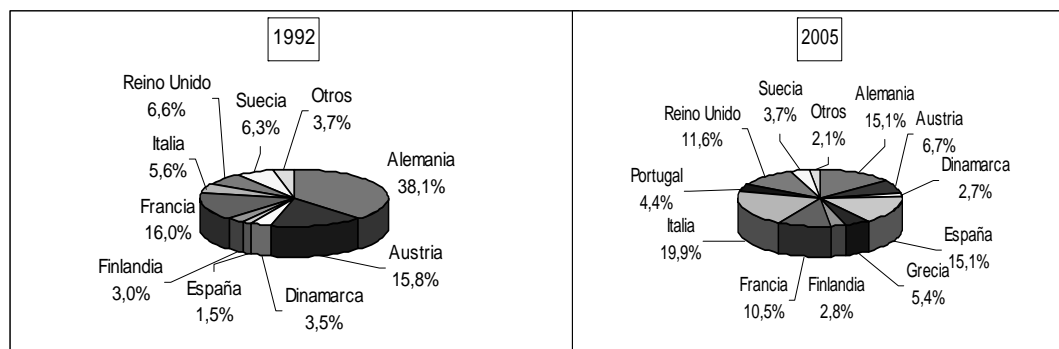 1992
Reino Unido
6,6%
Suecia
6,3%
Otros
3,7%
Italia
5,6%
Alemania
38,1%
Francia
16,0%
Finlandia
3,0%
España
1,5%
Dinamarca
3,5%
Austria
15,8%
2005
Reino Unido
11,6%
Suecia
3,7%
Otros
2,1%
Alemania
15,1%
Austria
6,7%
Dinamarca
2,7%
Portugal
4,4%
Italia
19,9%
España
15,1%
Grecia
5,4%
Francia
10,5%
Finlandia
2,8%